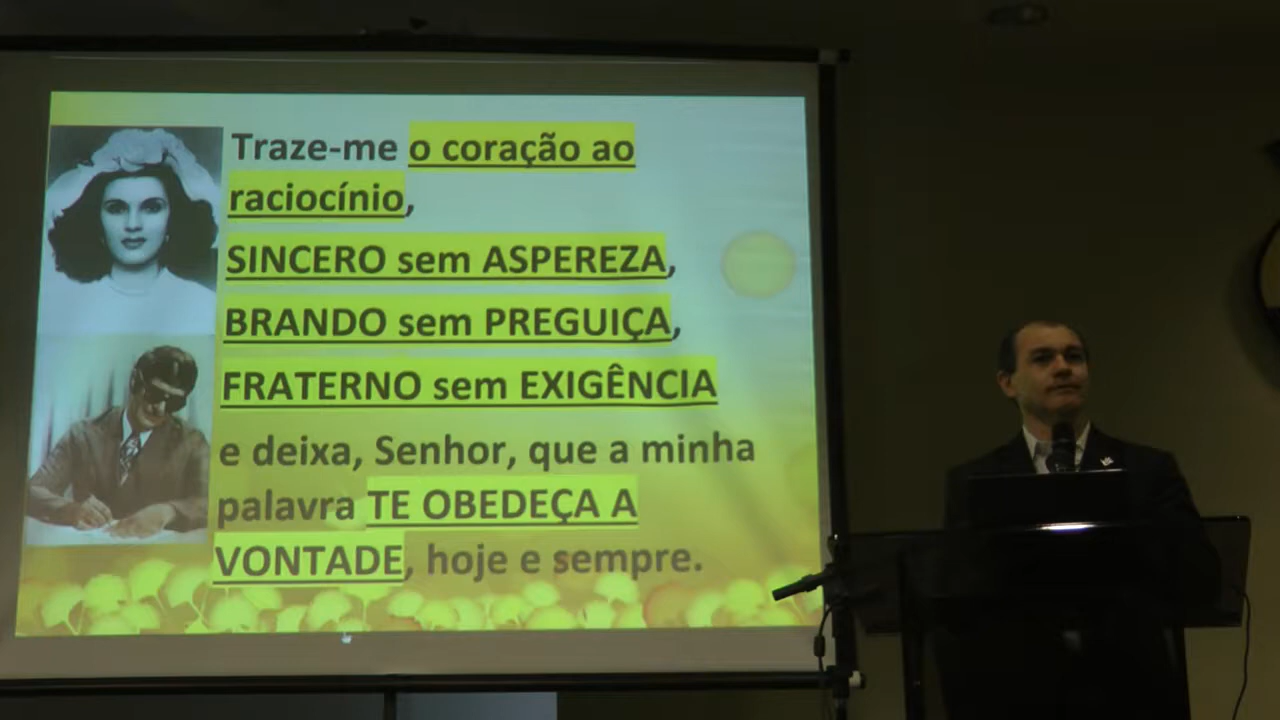 Traze-me o coração ao
raciocínio,
SINCERO sem ASPEREZA,
BRANDO sem PREGUIÇA,
FRATERNO sem EXIGÊNCIA
e deixa, Senhor, que a minha
palavra TE OBEDEÇA A
VONTADE, hoje e sempre.